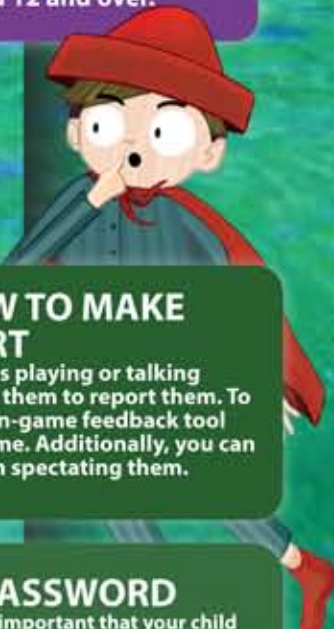 12 and over.
W TO MAKE
RT
s playing or talking
them to report them. To
n-game feedback tool
me. Additionally, you can
n spectating them.
ASSWORD
important that your child